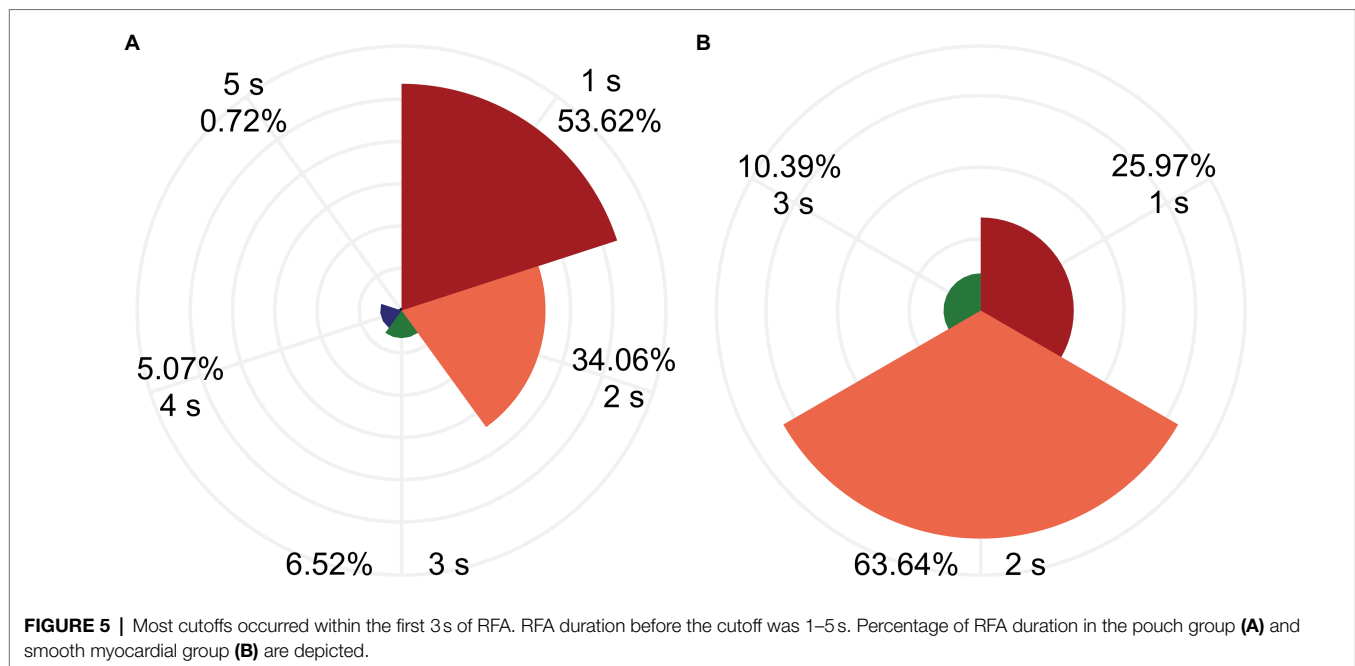 A
B
5 s
0.72%
1 s
53.62%
34.06%
2 s
6.52% 3 s
5.07%
4 s
10.39%
3 s
25.97%
1 s
63.64% 2 s
FIGURE 5 | Most cutoffs occurred within the first 3 s of RFA. RFA duration before the cutoff was 1–5 s. Percentage of RFA duration in the pouch group (A) and
smooth myocardial group (B) are depicted.